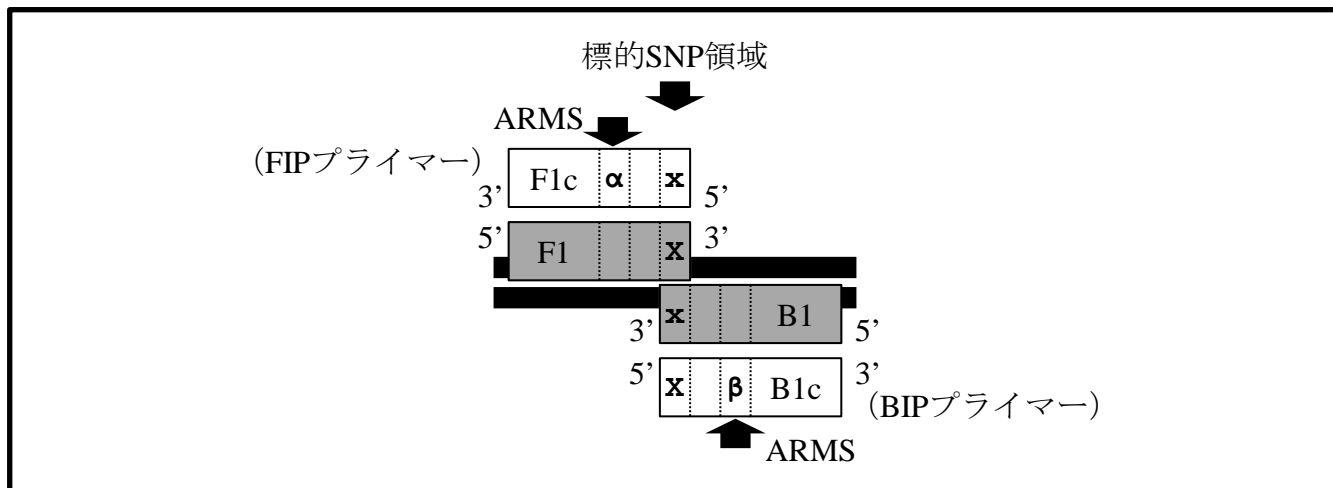 標的SNP領域
ARMS
（FIPプライマー）
F1c α x
3’ 5’
5’ F1 X 3’
3’ x B1 5’
5’ X β B1c 3’
（BIPプライマー）
ARMS